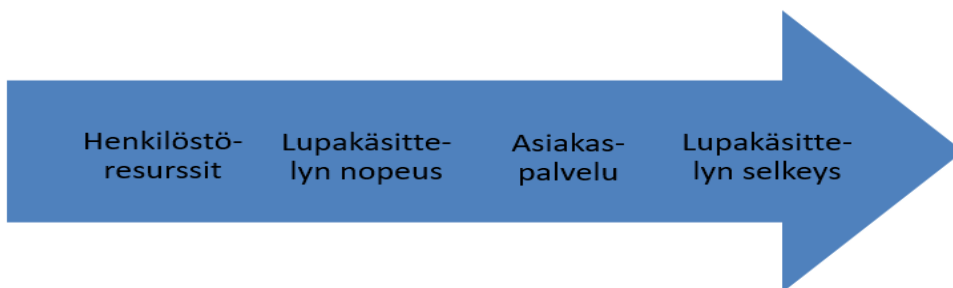 Henkilöstö-
resurssit
Lupakäsitte-
lyn nopeus
Asiakas-
palvelu
Lupakäsitte-
lyn selkeys